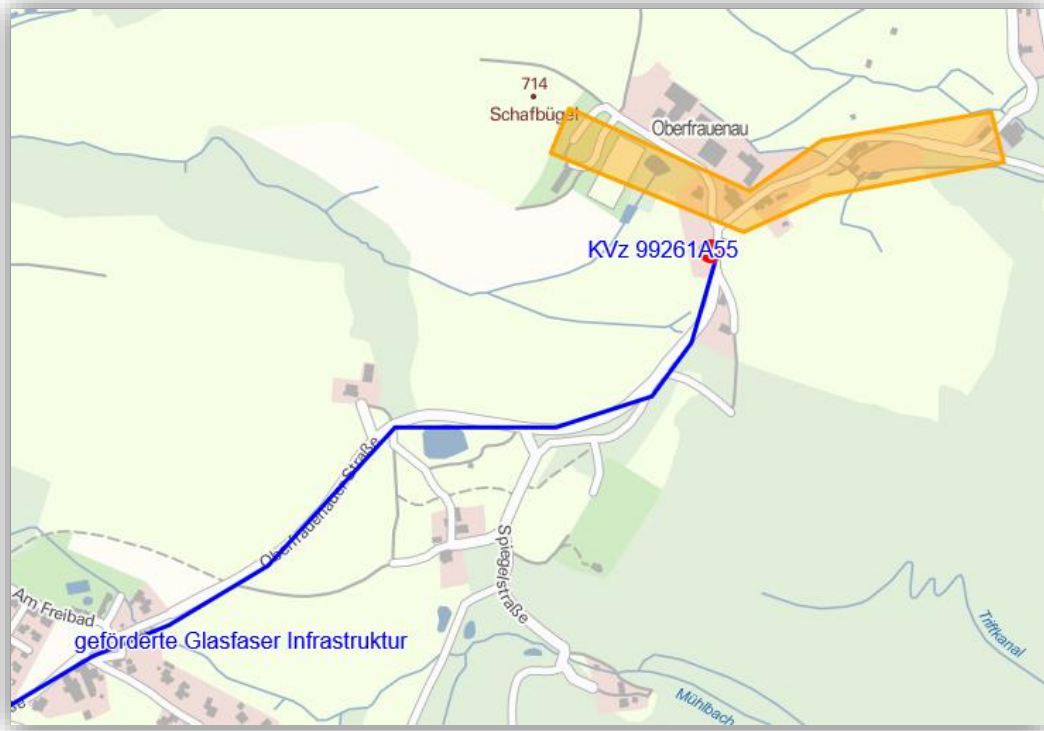 714
Schafbügel
Oberfrauenau
KVz 99261A55
Oberfrauenauer Straße
Spiegelstraße
Am Freibad
geförderte Glasfaser Infrastruktur
Triftkanal
Mühlbach